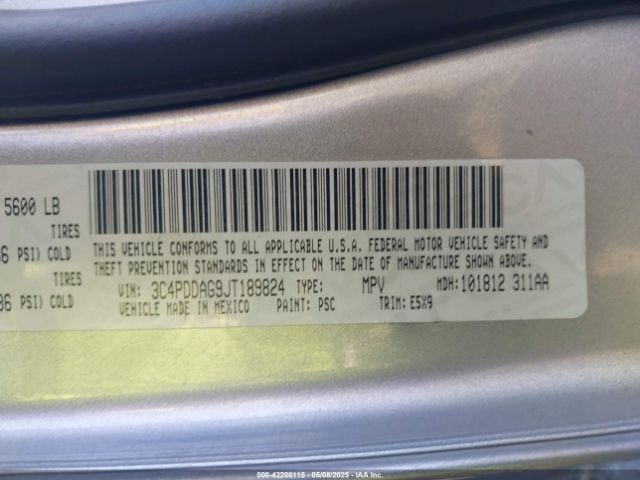 5600 LB
TIRES
PSI) COLD
TIRES
PSI) COLD
THIS VEHICLE CONFORMS TO ALL APPLICABLE U.S.A. FEDERAL MOTOR VEHICLE SAFETY AND
THEFT PREVENTION STANDARDS IN EFFECT ON THE DATE OF MANUFACTURE SHOWN ABOVE.
VIN: 3C4PDDAG9JT189824 TYPE: MPV MDH: 101812 311AA
VEHICLE MADE IN MEXICO PAINT: PSC TRIM: E5X9
000-42208115 - 05/08/2025 - IAA Inc.